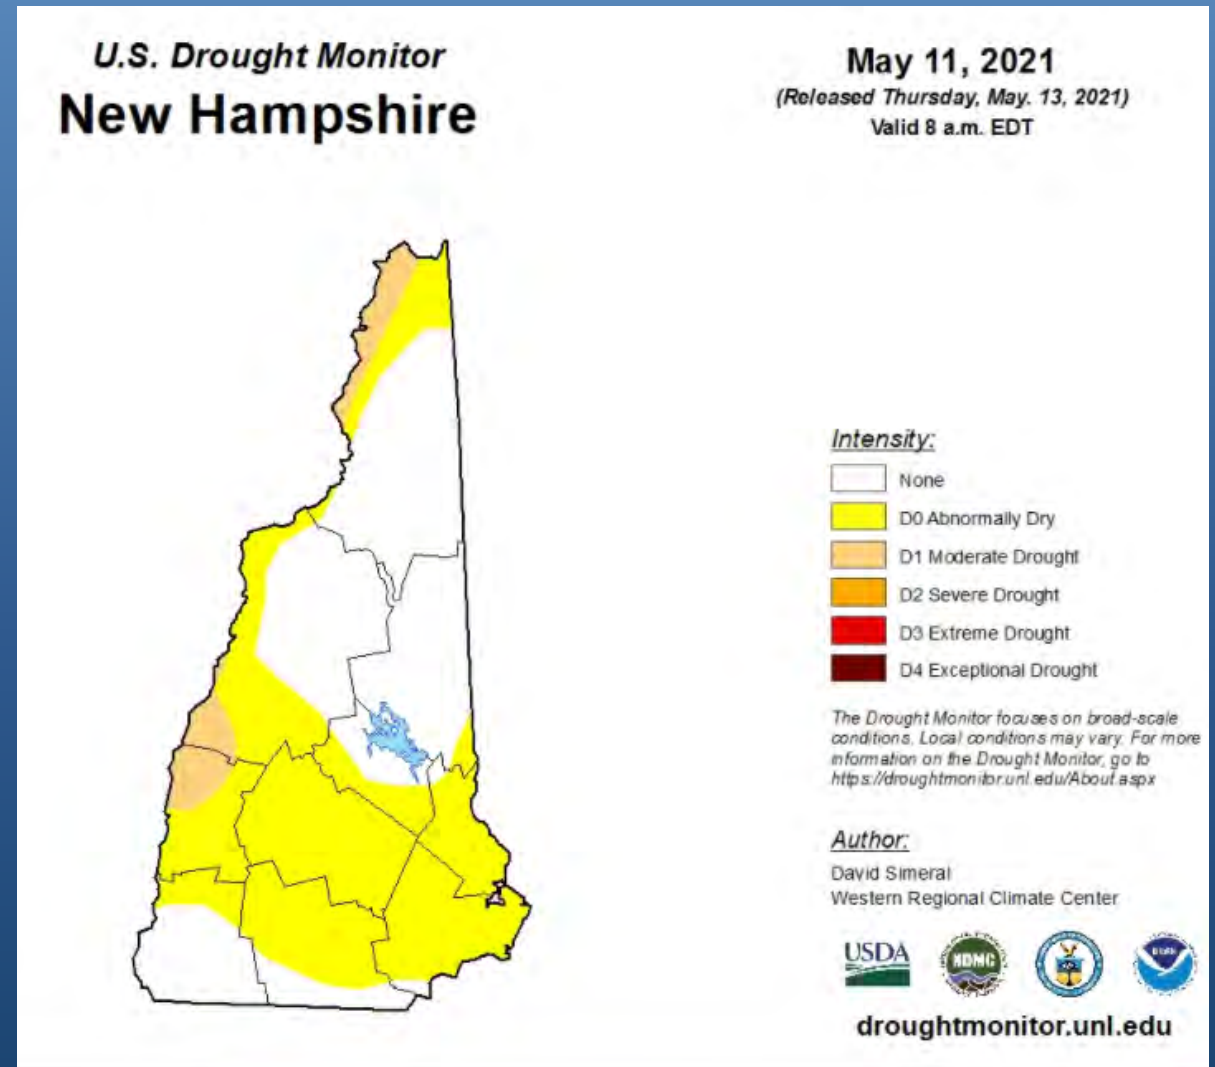 U.S. Drought Monitor
New Hampshire
May 11, 2021
(Released Thursday, May. 13, 2021)
Valid 8 a.m. EDT
Intensity:
None
D0 Abnormally Dry
D1 Moderate Drought
D2 Severe Drought
D3 Extreme Drought
D4 Exceptional Drought
The Drought Monitor focuses on broad-scale
conditions. Local conditions may vary. For more
information on the Drought Monitor, go to
https://droughtmonitor.unl.edu/About.aspx
Author:
David Simeral
Western Regional Climate Center
USDA
NDMC
droughtmonitor.unl.edu